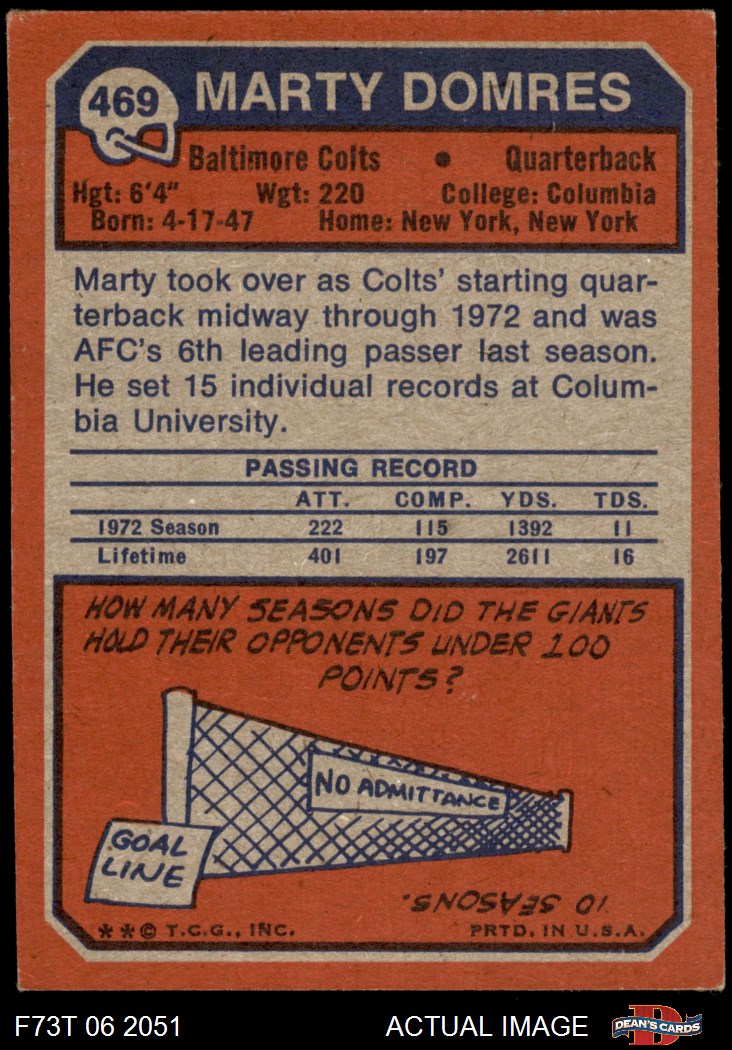 469 MARTY DOMRES
Baltimore Colts • Quarterback
Hgt: 6'4" Wgt: 220 College: Columbia
Born: 4-17-47 Home: New York, New York
Marty took over as Colts' starting quar-
terback midway through 1972 and was
AFC's 6th leading passer last season.
He set 15 individual records at Colum-
bia University.
PASSING RECORD
ATT. COMP. YDS. TDS.
1972 Season 222 115 1392 11
Lifetime 401 197 2611 16
HOW MANY SEASONS DID THE GIANTS
HOLD THEIR OPPONENTS UNDER 100
POINTS?
NO ADMITTANCE
GOAL
LINE
10 SEASONS.
**© T.C.G., INC. PRTD. IN U.S.A.
F73T 06 2051 ACTUAL IMAGE D DEAN'S CARDS